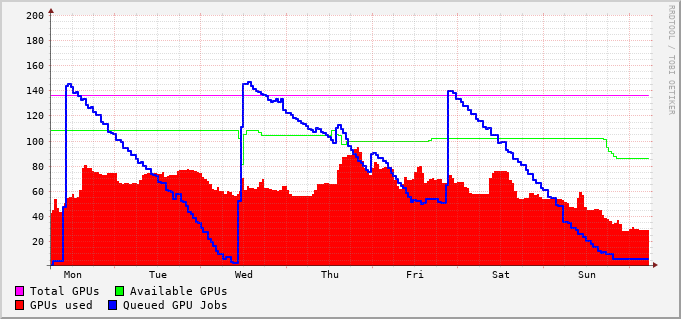 200
180
160
140
120
100
80
60
40
20
Mon Tue Wed Thu Fri Sat Sun
Total GPUs Available GPUs
GPUs used Queued GPU Jobs
RRDTOOL / TOBI OETIKER